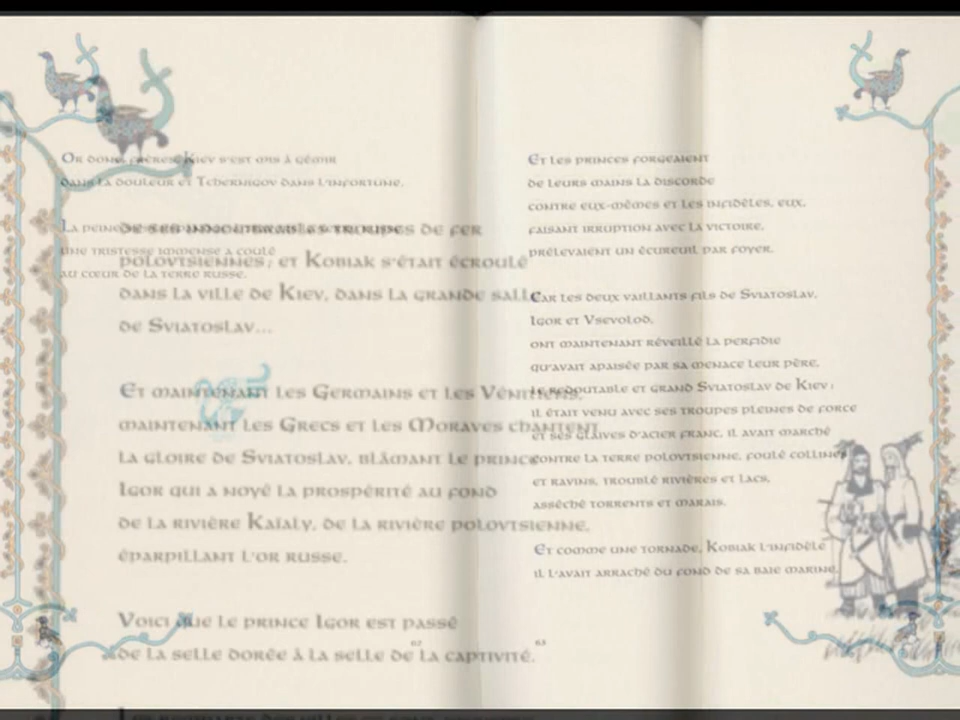 Or donc, frères, Kiev s'est mis à gémir
dans la douleur et Tchernigov dans l'infortune.
La peine
une tristesse immense a coulé
au cœur de la terre russe.
de ses innombrables troupes de fer
polovtsiennes; et Kobiak s'était écroulé
dans la ville de Kiev, dans la grande salle
de Sviatoslav...
Et maintenant les Germains et les Vénitiens,
maintenant les Grecs et les Moraves chantent
la gloire de Sviatoslav, blâmant le prince
Igor qui a noyé la prospérité au fond
de la rivière Kaïaly, de la rivière polovtsienne,
éparpillant l'or russe.
Voici que le prince Igor est passé
de la selle dorée à la selle de la captivité.
62
Et les princes forgeaient
de leurs mains la discorde
contre eux-mêmes et les infidèles, eux,
faisant irruption avec la victoire,
prélevaient un écureuil par foyer.
Car les deux vaillants fils de Sviatoslav,
Igor et Vsevolod,
ont maintenant réveillé la perfidie
qu'avait apaisée par sa menace leur père,
le redoutable et grand Sviatoslav de Kiev:
il était venu avec ses troupes pleines de force
et ses glaives d'acier franc, il avait marché
contre la terre polovtsienne, foulé collines
et ravins, troublé rivières et lacs,
asséché torrents et marais.
Et comme une tornade, Kobiak l'infidèle
il l'avait arraché du fond de sa baie marine,
63